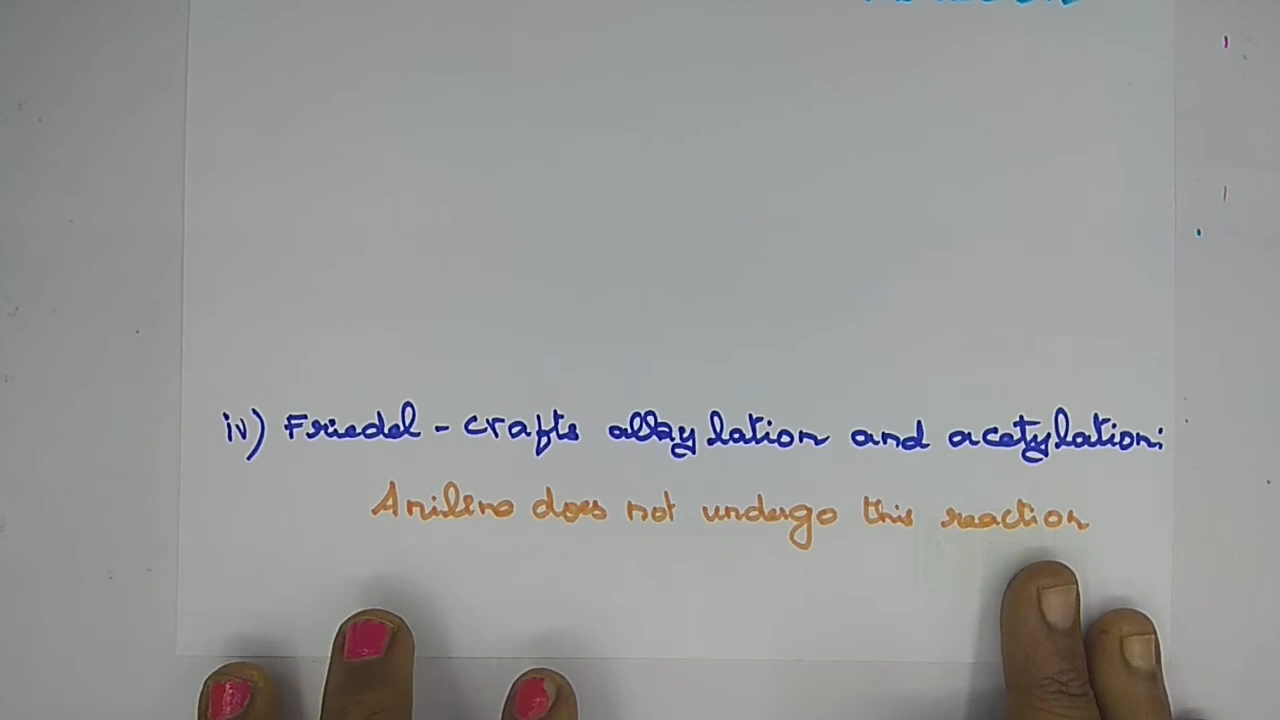 iv) Friedel - crafts alkylation and acetylation:
Aniline does not undergo this reaction